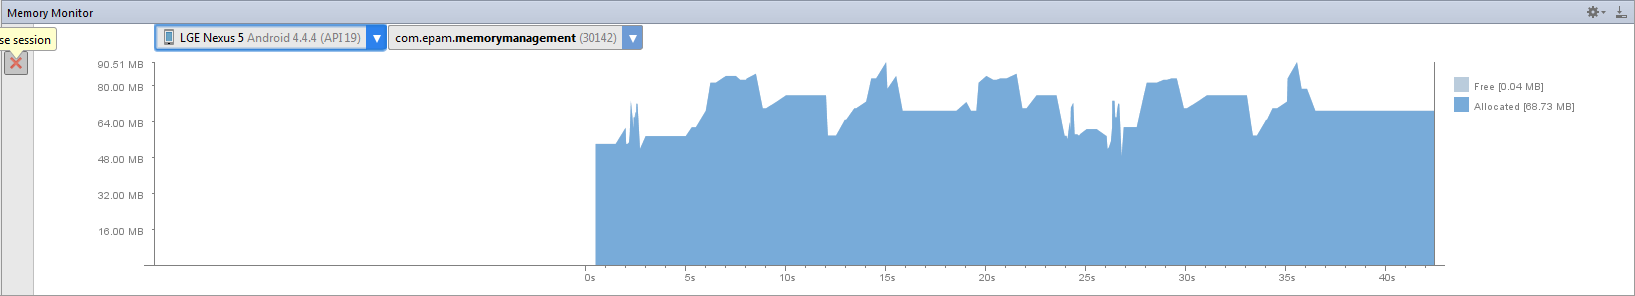 Memory Monitor
se session
LGE Nexus 5 Android 4.4.4 (API 19)
com.epam.memorymanagement (30142)
90.51 MB
80.00 MB
64.00 MB
48.00 MB
32.00 MB
16.00 MB
Free [0.04 MB]
Allocated [68.73 MB]
0s 5s 10s 15s 20s 25s 30s 35s 40s